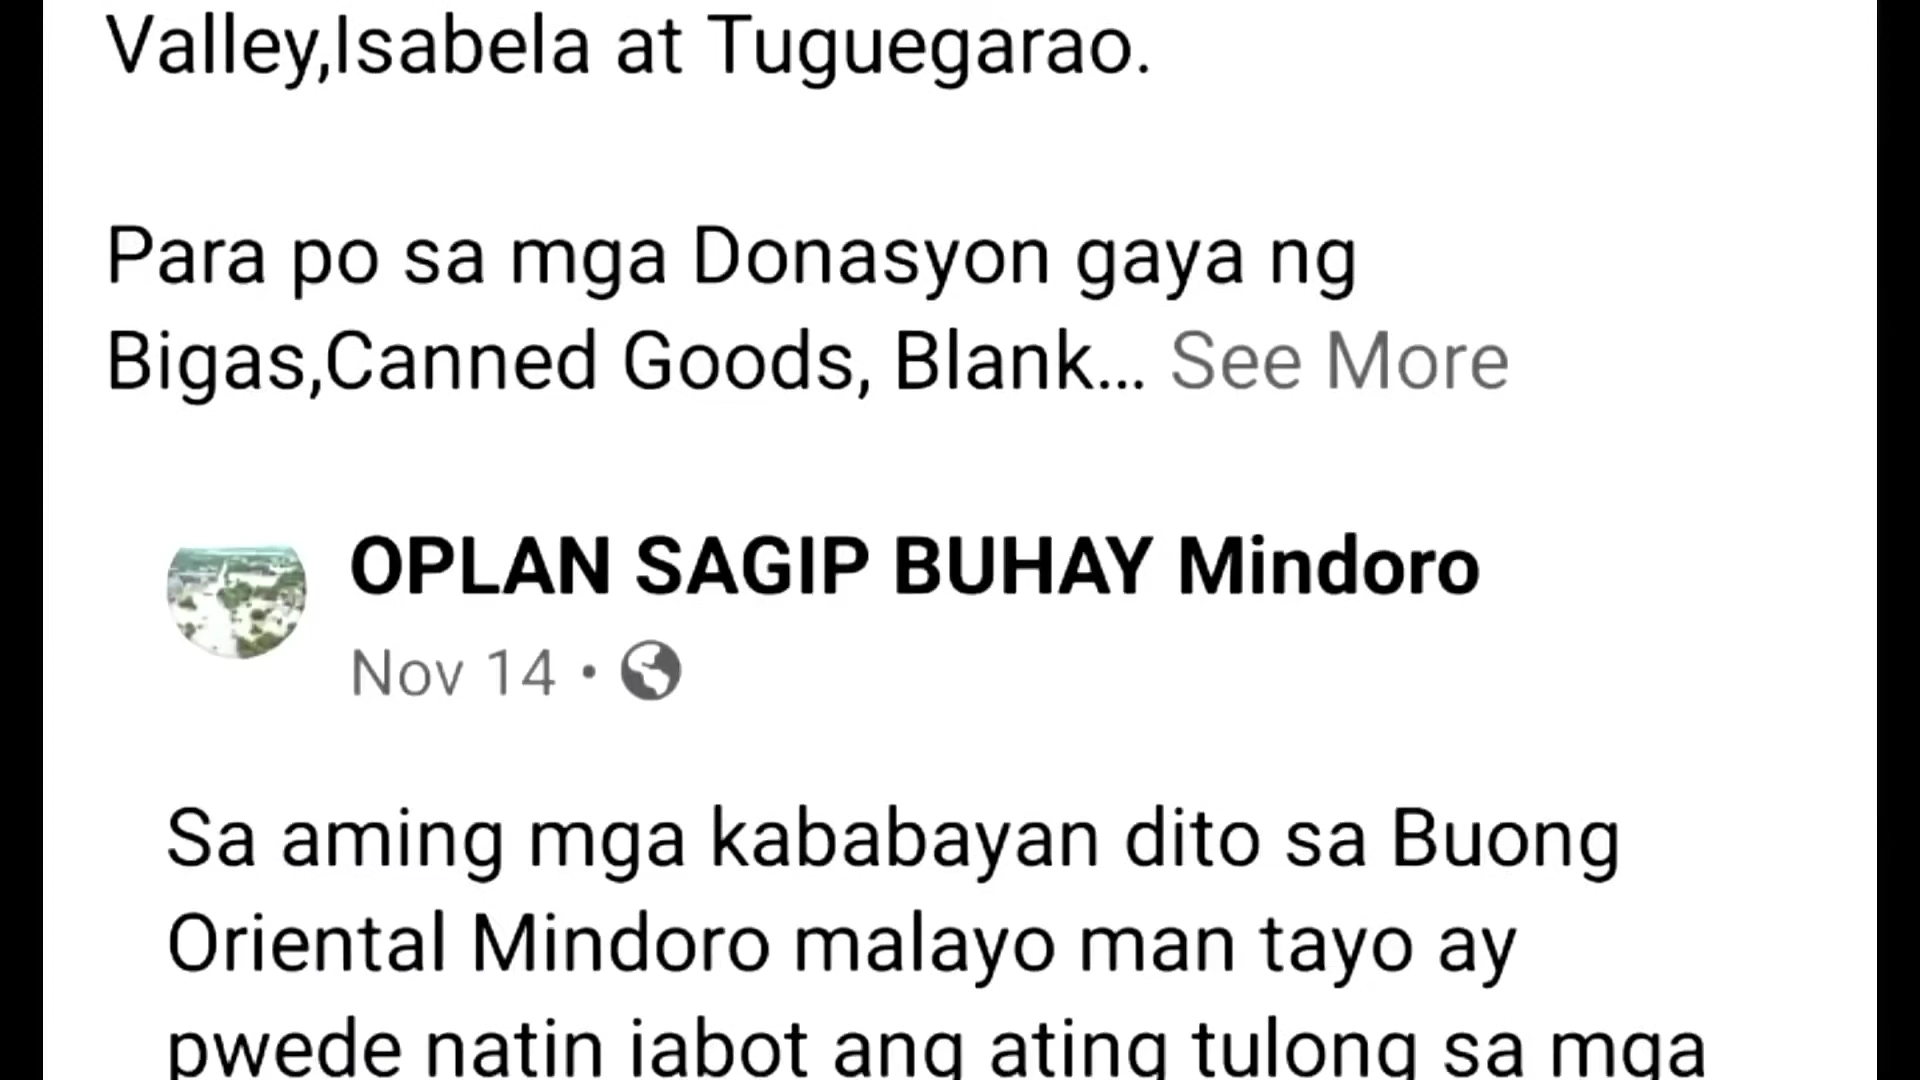 Valley,Isabela at Tuguegarao.
Para po sa mga Donasyon gaya ng
Bigas,Canned Goods, Blank... See More
OPLAN SAGIP BUHAY Mindoro
Nov 14 •
Sa aming mga kababayan dito sa Buong
Oriental Mindoro malayo man tayo ay
pwede natin iabot ang ating tulong sa mga